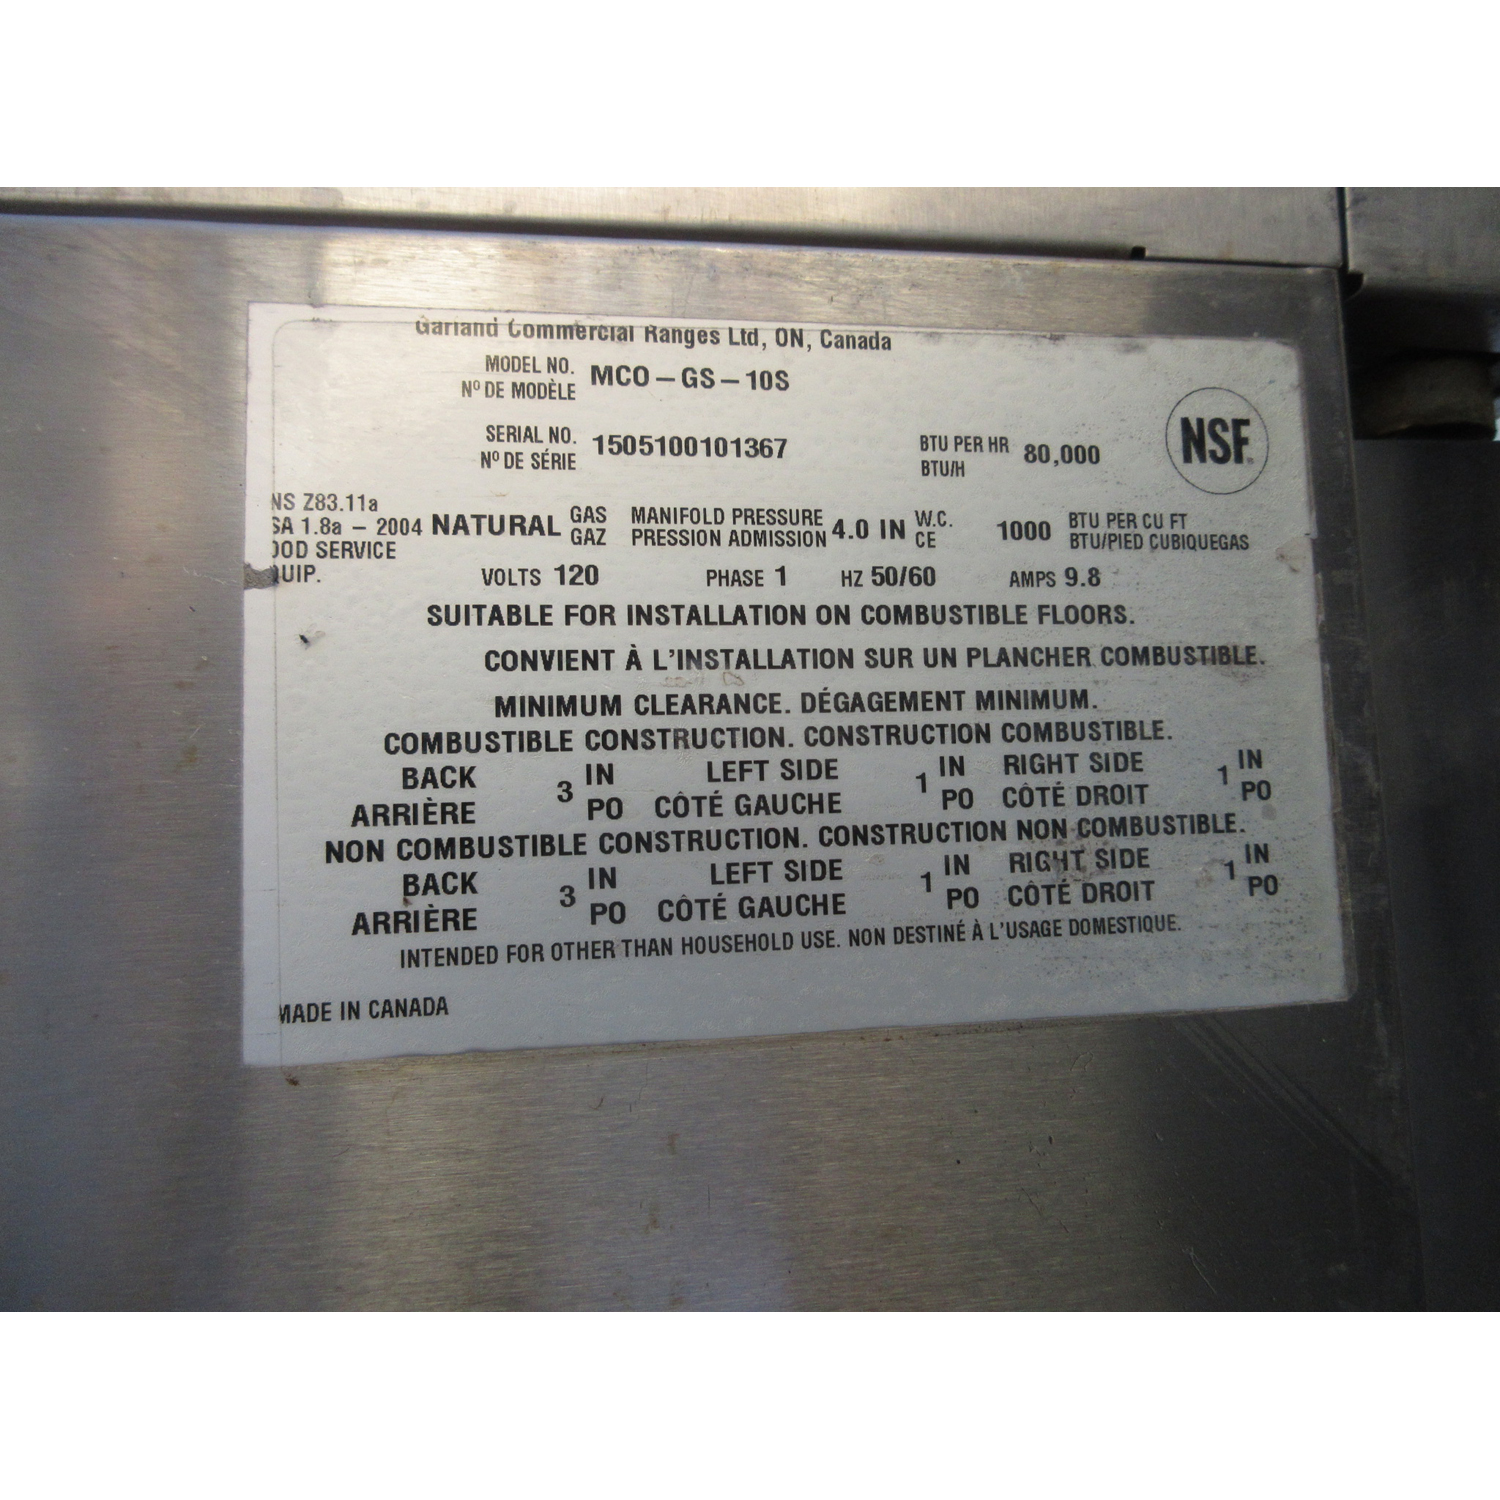 Garland Commercial Ranges Ltd, ON, Canada
MODEL NO.
Nº DE MODÈLE MCO – GS – 10S
SERIAL NO.
Nº DE SÉRIE 1505100101367
BTU PER HR
BTU/H 80,000
NSF
NS Z83.11a
SA 1.8a – 2004
OOD SERVICE
QUIP.
NATURAL GAS
GAZ
MANIFOLD PRESSURE
PRESSION ADMISSION 4.0 IN W.C.
CE
1000 BTU PER CU FT
BTU/PIED CUBIQUEGAS
VOLTS 120 PHASE 1 HZ 50/60 AMPS 9.8
SUITABLE FOR INSTALLATION ON COMBUSTIBLE FLOORS.
CONVIENT À L'INSTALLATION SUR UN PLANCHER COMBUSTIBLE.
MINIMUM CLEARANCE. DÉGAGEMENT MINIMUM.
COMBUSTIBLE CONSTRUCTION. CONSTRUCTION COMBUSTIBLE.
BACK 3 IN LEFT SIDE 1 IN RIGHT SIDE 1 IN
ARRIÈRE PO CÔTÉ GAUCHE PO CÔTÉ DROIT PO
NON COMBUSTIBLE CONSTRUCTION. CONSTRUCTION NON COMBUSTIBLE.
BACK 3 IN LEFT SIDE 1 IN RIGHT SIDE 1 IN
ARRIÈRE PO CÔTÉ GAUCHE PO CÔTÉ DROIT PO
INTENDED FOR OTHER THAN HOUSEHOLD USE. NON DESTINÉ À L'USAGE DOMESTIQUE.
MADE IN CANADA